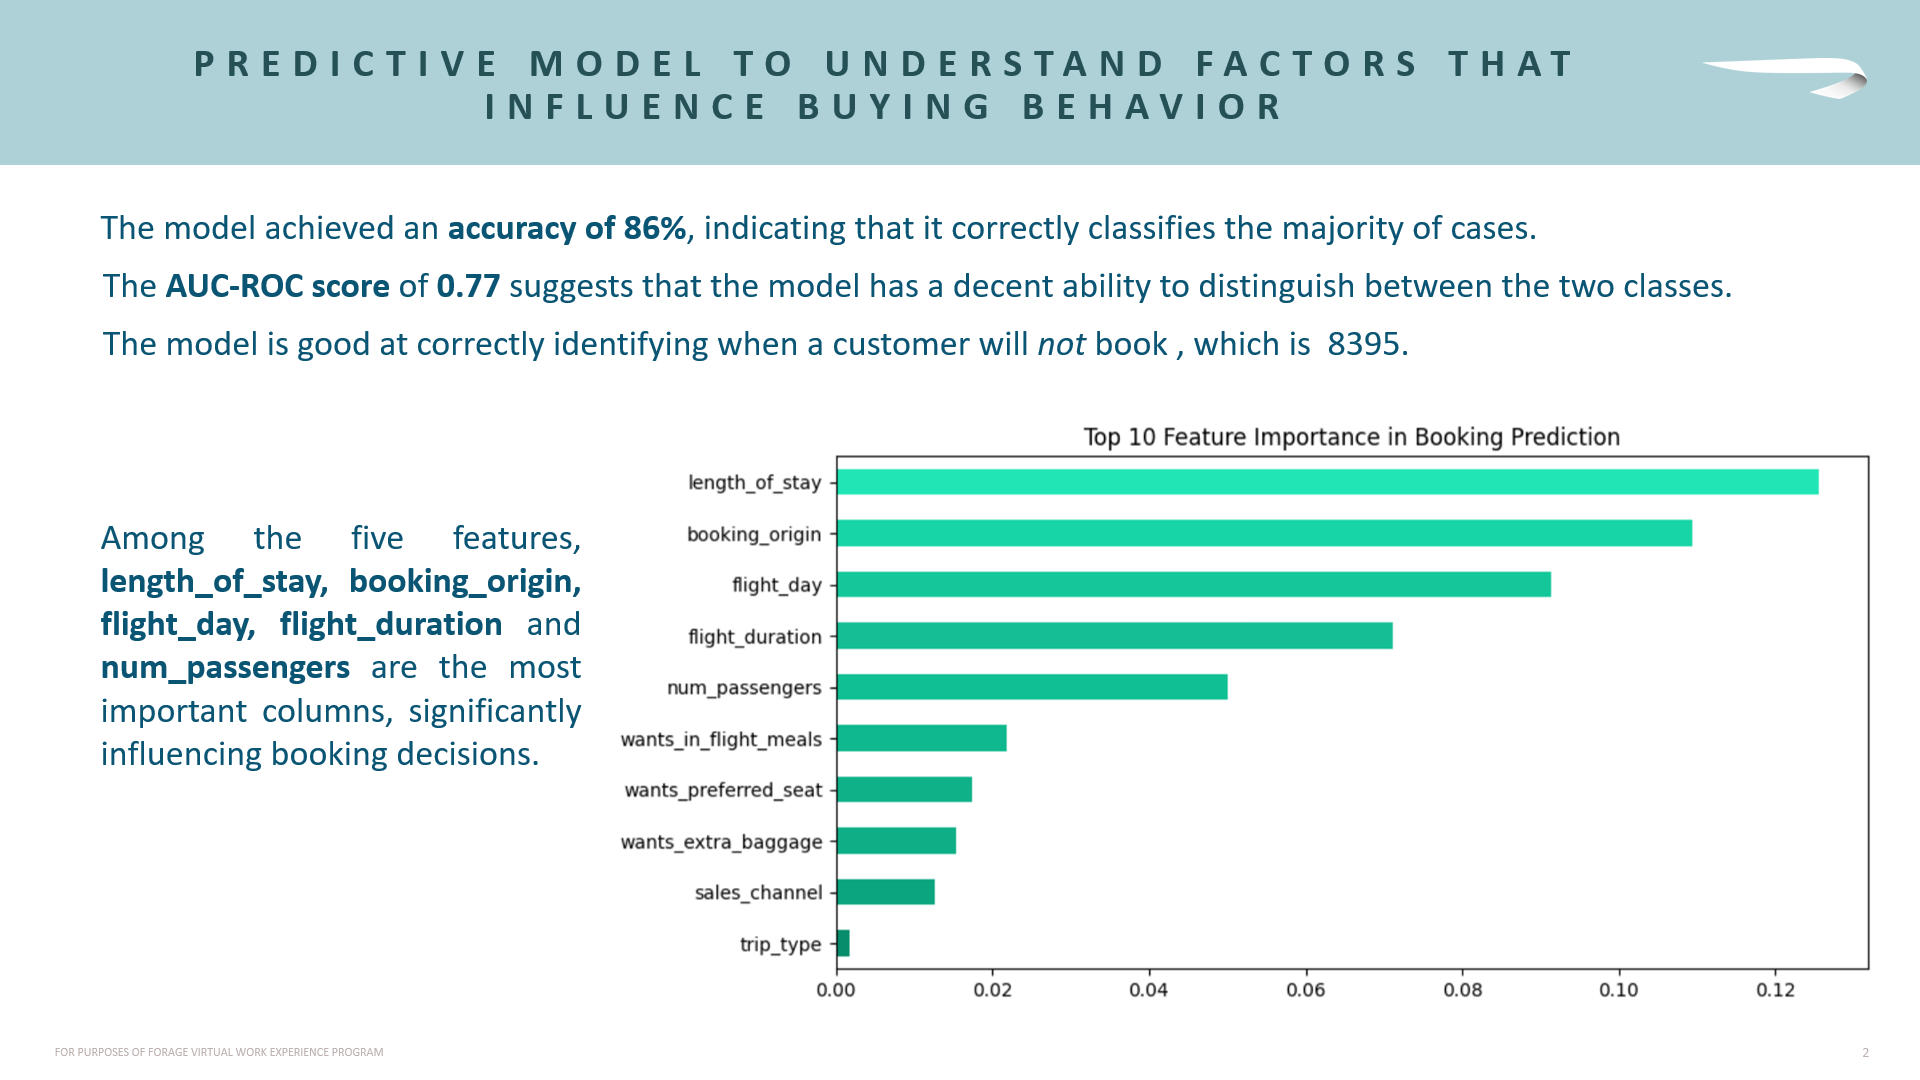 PREDICTIVE MODEL TO UNDERSTAND FACTORS THAT
INFLUENCE BUYING BEHAVIOR
The model achieved an accuracy of 86%, indicating that it correctly classifies the majority of cases.
The AUC-ROC score of 0.77 suggests that the model has a decent ability to distinguish between the two classes.
The model is good at correctly identifying when a customer will not book , which is  8395.
Among the five features,
length_of_stay, booking_origin,
flight_day, flight_duration and
num_passengers are the most
important columns, significantly
influencing booking decisions.
Top 10 Feature Importance in Booking Prediction
length_of_stay
booking_origin
flight_day
flight_duration
num_passengers
wants_in_flight_meals
wants_preferred_seat
wants_extra_baggage
sales_channel
trip_type
0.00 0.02 0.04 0.06 0.08 0.10 0.12
FOR PURPOSES OF FORAGE VIRTUAL WORK EXPERIENCE PROGRAM
2